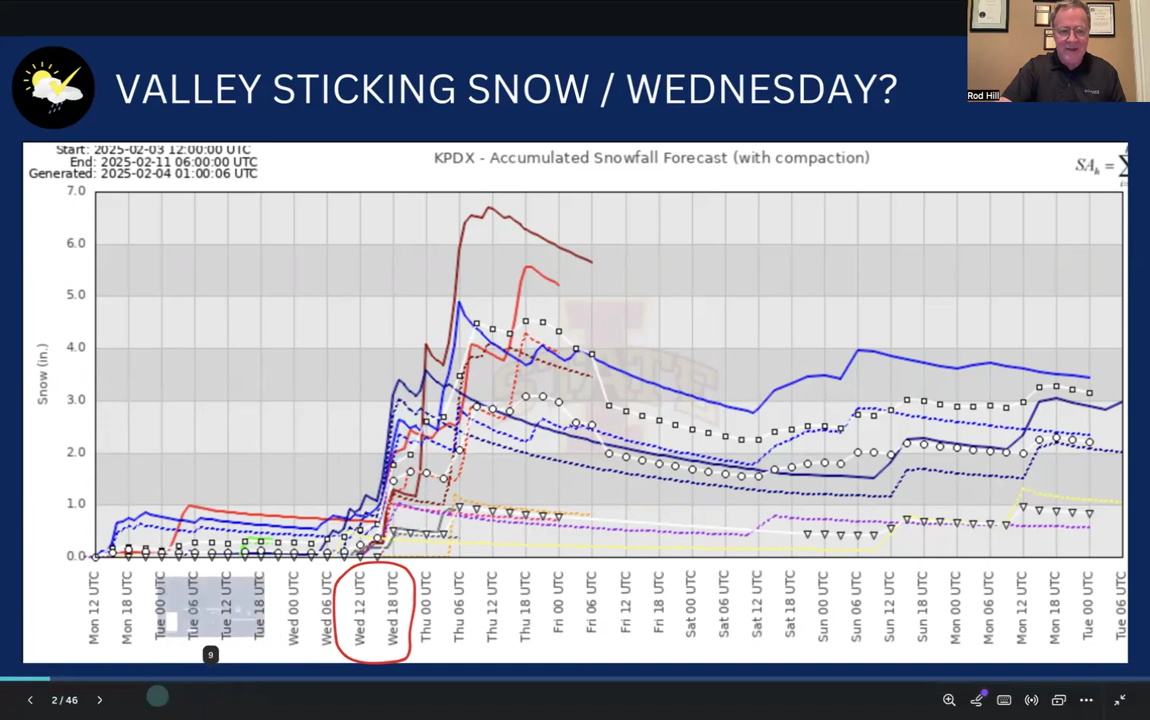 Rod Hill
VALLEY STICKING SNOW / WEDNESDAY?
Start: 2025-02-03 12:00:00 UTC
End: 2025-02-11 06:00:00 UTC
Generated: 2025-02-04 01:00:06 UTC
KPDX - Accumulated Snowfall Forecast (with compaction)
SAk = ∑
7.0
6.0
5.0
4.0
3.0
2.0
1.0
0.0
Snow (in.)
STATE
Mon 12 UTC
Mon 18 UTC
Tue 00 UTC
Tue 06 UTC
Tue 12 UTC
Tue 18 UTC
Wed 00 UTC
Wed 06 UTC
Wed 12 UTC
Wed 18 UTC
Thu 00 UTC
Thu 06 UTC
Thu 12 UTC
Thu 18 UTC
Fri 00 UTC
Fri 06 UTC
Fri 12 UTC
Fri 18 UTC
Sat 00 UTC
Sat 06 UTC
Sat 12 UTC
Sat 18 UTC
Sun 00 UTC
Sun 06 UTC
Sun 12 UTC
Sun 18 UTC
Mon 00 UTC
Mon 06 UTC
Mon 12 UTC
Mon 18 UTC
Tue 00 UTC
Tue 06 UTC
9
2 / 46